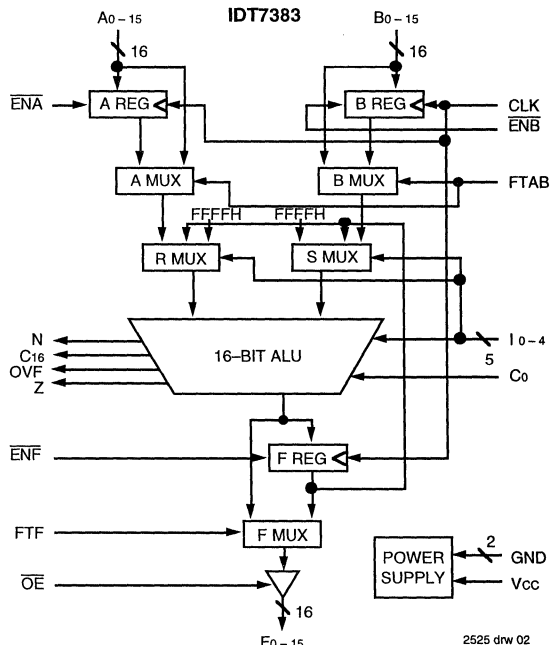 IDT7383
A0–15
B0–15
16
16
ENA
A REG
B REG
CLK
ENB
A MUX
B MUX
FTAB
FFFFH
FFFFH
R MUX
S MUX
N
C16
OVF
Z
16–BIT ALU
I 0–4
5
C0
ENF
F REG
FTF
F MUX
POWER
SUPPLY
2
GND
VCC
OE
16
F0–15
2525 drw 02